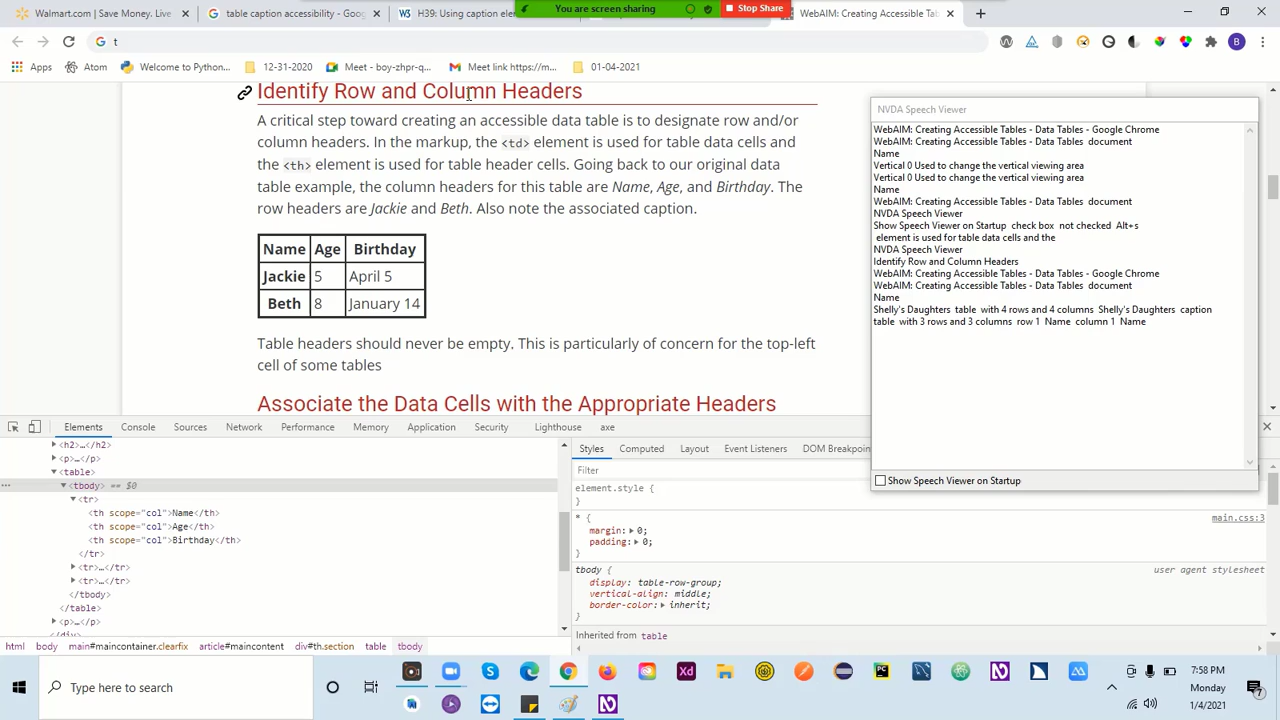 Walmart.com | Save Money. Live
table caption accessibility - Goo
H39: Using caption elem
You are screen sharing
Stop Share
WebAIM: Creating Accessible Tab
t
B
Apps
Atom
Welcome to Python...
12-31-2020
Meet - boy-zhpr-q...
Meet link https://m...
01-04-2021
Identify Row and Column Headers
A critical step toward creating an accessible data table is to designate row and/or
column headers. In the markup, the <td> element is used for table data cells and
the <th> element is used for table header cells. Going back to our original data
table example, the column headers for this table are Name, Age, and Birthday. The
row headers are Jackie and Beth. Also note the associated caption.
Name Age Birthday
Jackie 5 April 5
Beth 8 January 14
Table headers should never be empty. This is particularly of concern for the top-left
cell of some tables
Associate the Data Cells with the Appropriate Headers
NVDA Speech Viewer
WebAIM: Creating Accessible Tables - Data Tables - Google Chrome
WebAIM: Creating Accessible Tables - Data Tables  document
Name
Vertical 0 Used to change the vertical viewing area
Vertical 0 Used to change the vertical viewing area
Name
WebAIM: Creating Accessible Tables - Data Tables  document
NVDA Speech Viewer
Show Speech Viewer on Startup  check box  not checked  Alt+s
element is used for table data cells and the
NVDA Speech Viewer
Identify Row and Column Headers
WebAIM: Creating Accessible Tables - Data Tables - Google Chrome
WebAIM: Creating Accessible Tables - Data Tables  document
Name
Shelly's Daughters  table  with 4 rows and 4 columns  Shelly's Daughters  caption
table  with 3 rows and 3 columns  row 1  Name  column 1  Name
Show Speech Viewer on Startup
Elements Console Sources Network Performance Memory Application Security Lighthouse axe
<h2>…</h2>
<p>…</p>
<table>
<tbody> == $0
<tr>
<th scope="col">Name</th>
<th scope="col">Age</th>
<th scope="col">Birthday</th>
</tr>
<tr>…</tr>
<tr>…</tr>
</tbody>
</table>
<p>…</p>
</div>
html body main#maincontainer.clearfix article#maincontent div#th.section table tbody
Styles Computed Layout Event Listeners DOM Breakpoin
Filter
element.style {
}
* { main.css:3
margin: 0;
padding: 0;
}
tbody { user agent stylesheet
display: table-row-group;
vertical-align: middle;
border-color: inherit;
}
Inherited from table
Type here to search
Xd
PC
7:58 PM
Monday
1/4/2021
7